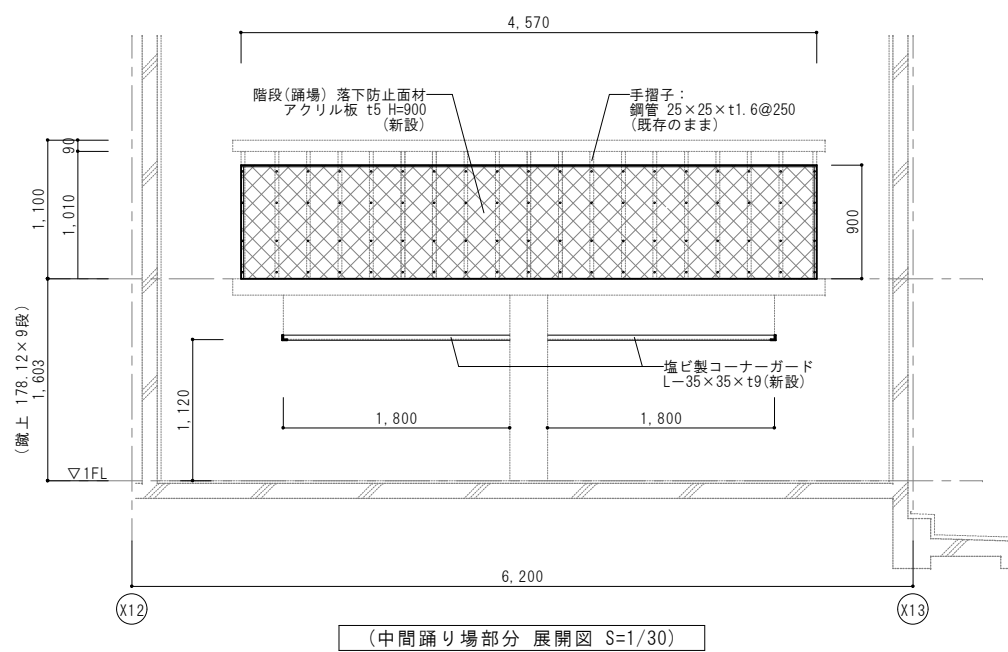 4,570
階段(踊場) 落下防止面材
アクリル板 t5 H=900
(新設)
手摺子：
鋼管 25×25×t1.6@250
(既存のまま)
90
1,100
1,010
900
(蹴上 178.12×9段)
1,603
1,120
塩ビ製コーナーガード
L－35×35×t9(新設)
1,800
1,800
▽1FL
6,200
X12
X13
(中間踊り場部分 展開図 S=1/30)